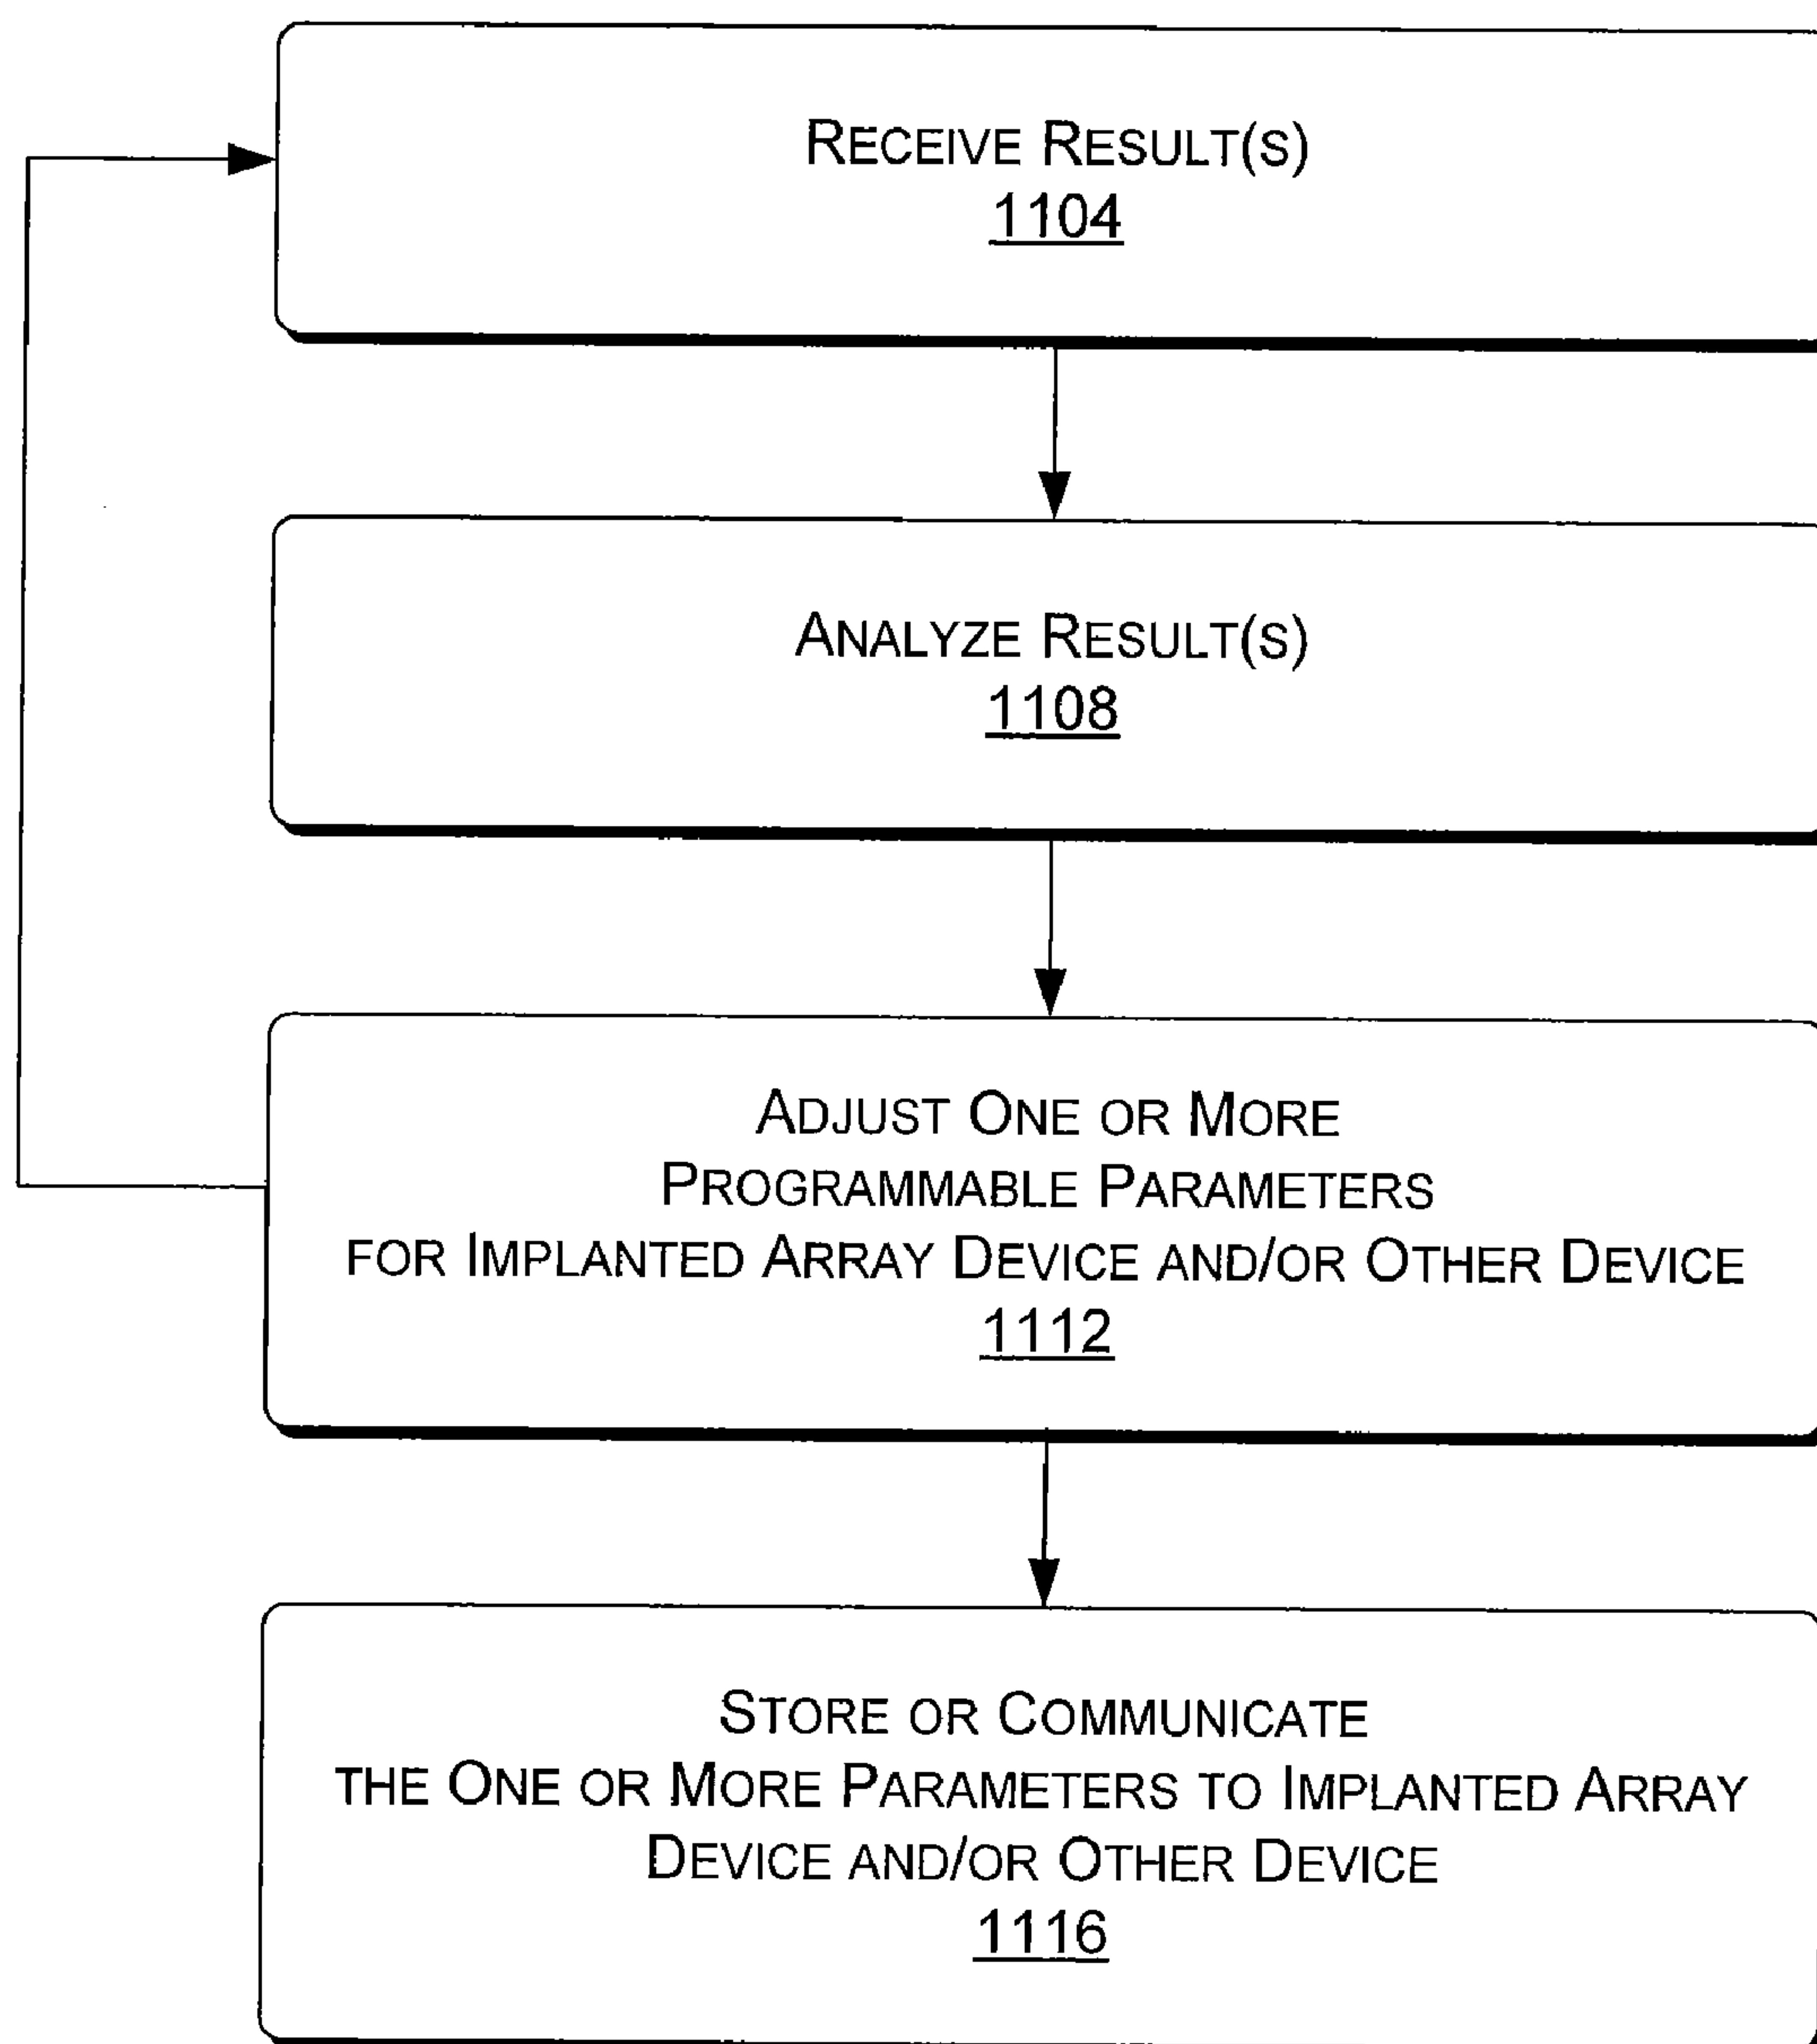 RECEIVE RESULT(S)
1104
ANALYZE RESULT(S)
1108
ADJUST ONE OR MORE
PROGRAMMABLE PARAMETERS
FOR IMPLANTED ARRAY DEVICE AND/OR OTHER DEVICE
1112
STORE OR COMMUNICATE
THE ONE OR MORE PARAMETERS TO IMPLANTED ARRAY
DEVICE AND/OR OTHER DEVICE
1116